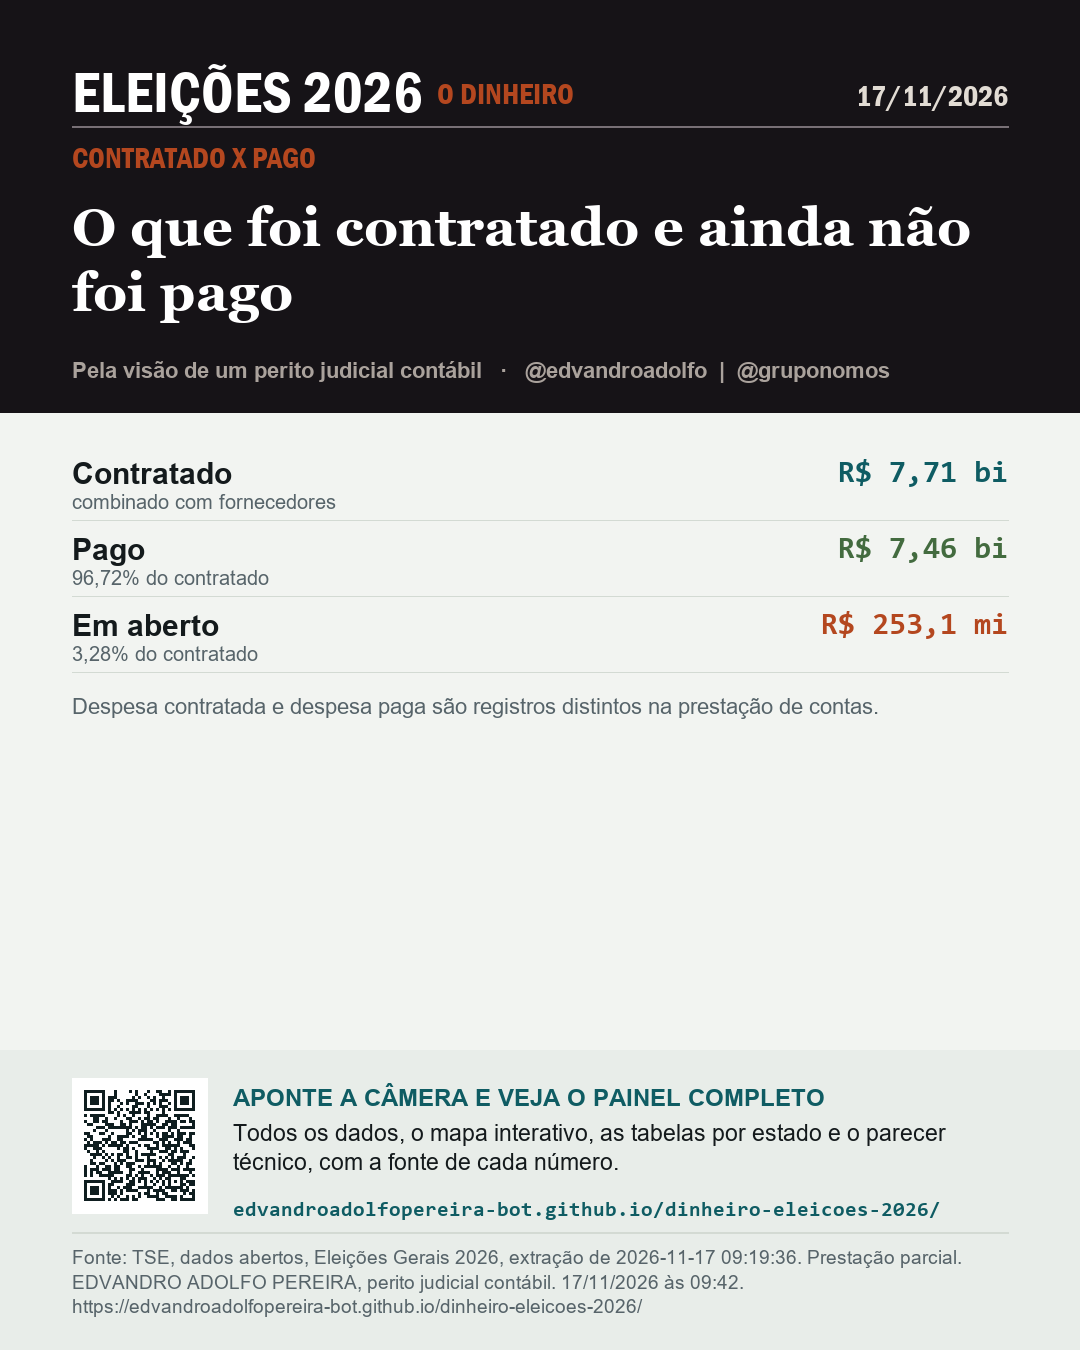 ELEIÇÕES 2026 O DINHEIRO 17/11/2026
CONTRATADO X PAGO
O que foi contratado e ainda não
foi pago
Pela visão de um perito judicial contábil · @edvandroadolfo | @gruponomos
Contratado R$ 7,71 bi
combinado com fornecedores
Pago R$ 7,46 bi
96,72% do contratado
Em aberto R$ 253,1 mi
3,28% do contratado
Despesa contratada e despesa paga são registros distintos na prestação de contas.
APONTE A CÂMERA E VEJA O PAINEL COMPLETO
Todos os dados, o mapa interativo, as tabelas por estado e o parecer
técnico, com a fonte de cada número.
edvandroadolfopereira-bot.github.io/dinheiro-eleicoes-2026/
Fonte: TSE, dados abertos, Eleições Gerais 2026, extração de 2026-11-17 09:19:36. Prestação parcial.
EDVANDRO ADOLFO PEREIRA, perito judicial contábil. 17/11/2026 às 09:42.
https://edvandroadolfopereira-bot.github.io/dinheiro-eleicoes-2026/